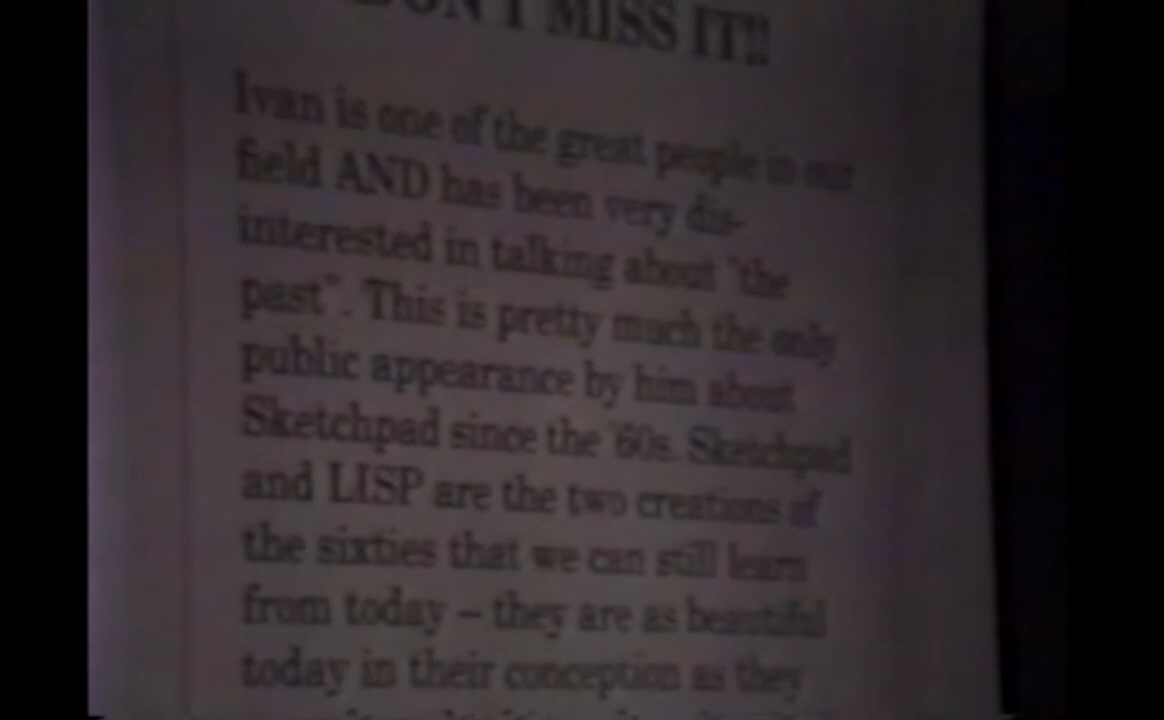 DON'T MISS IT!!
Ivan is one of the great people in our
field AND has been very dis-
interested in talking about "the
past". This is pretty much the only
public appearance by him about
Sketchpad since the '60s. Sketchpad
and LISP are the two creations of
the sixties that we can still learn
from today – they are as beautiful
today in their conception as they